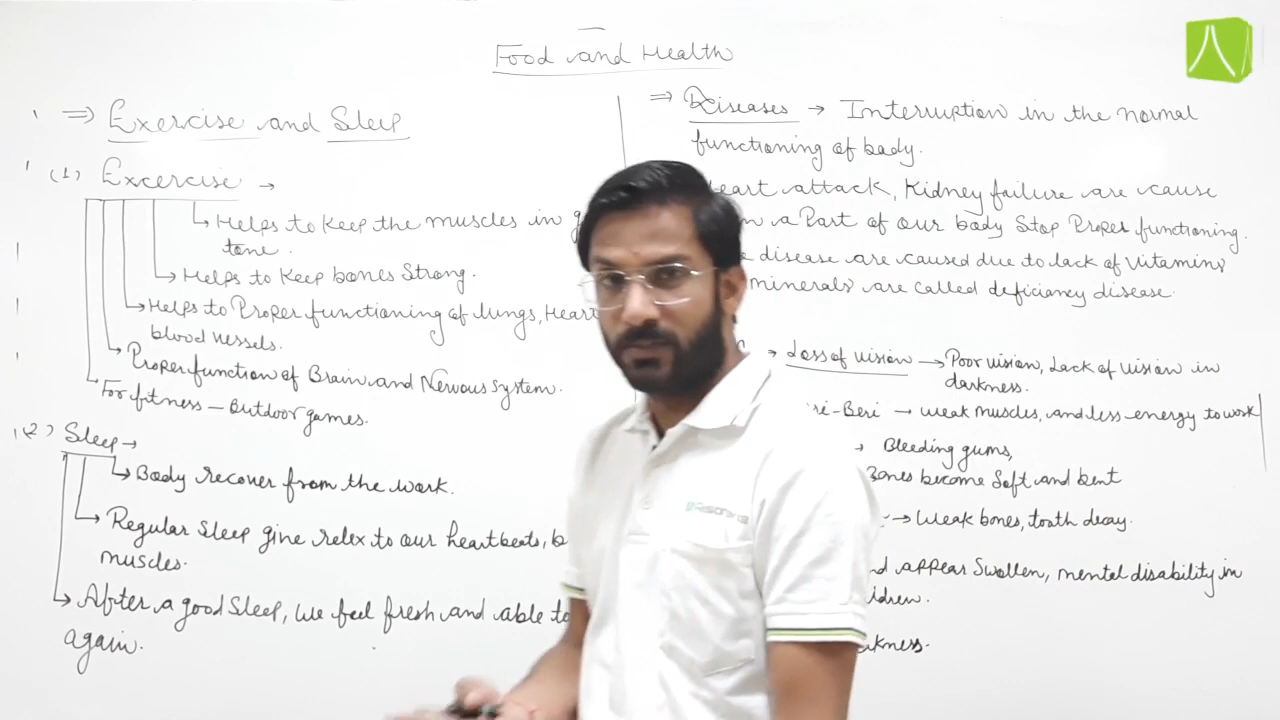 Food and Health
⇒ Exercise and Sleep
(1) Excercise →
Helps to Keep the muscles in
tone.
Helps to Keep bones Strong.
Helps to Proper functioning of lungs, Heart
blood vessels.
Proper function of Brain and Nervous System.
For fitness - Outdoor games.
(2) Sleep →
Body recover from the work.
Regular Sleep give relex to our heartbeats,
muscles.
After a good Sleep, we feel fresh and able to
again.
⇒ Diseases → Interruption in the normal
functioning of body.
Heart attack, Kidney failure are cause
a Part of our body Stop Proper functioning.
disease are caused due to lack of Vitamins
minerals are called deficiancy disease.
→ Loss of vision → Poor vision, Lack of vision in
darkness.
ri-Beri → weak muscles, and less energy to work
→ Bleeding gums,
Bones become Soft and bent
→ Weak bones, tooth decay.
appear Swollen, mental disability in
ldren.
akness.